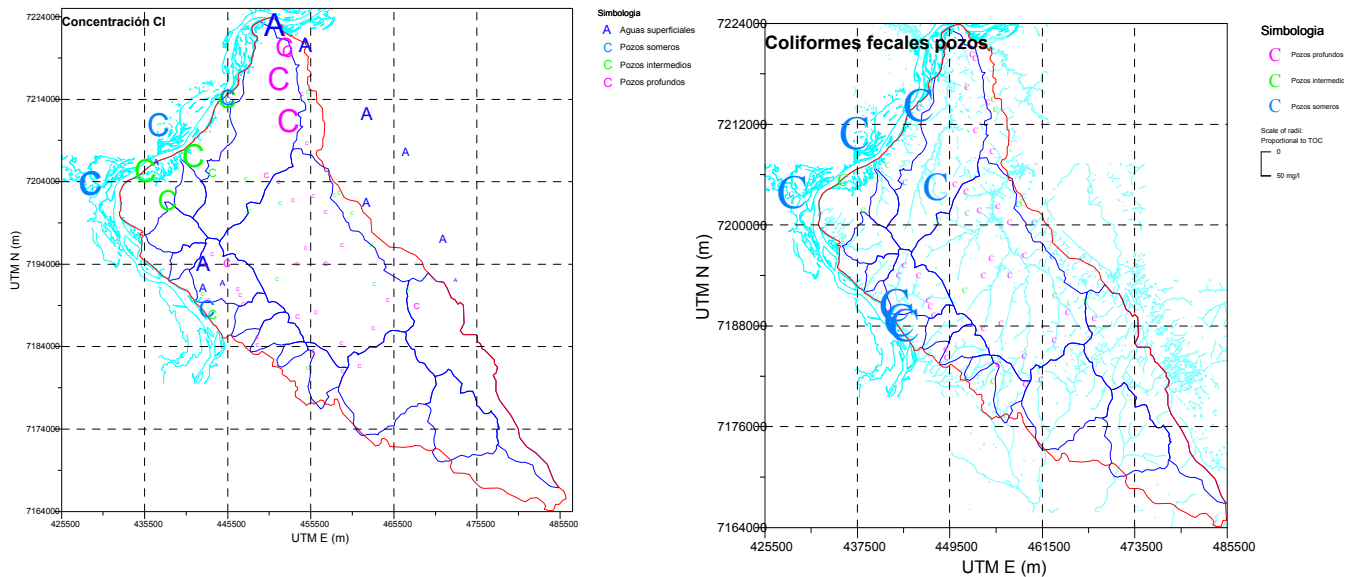 Concentración Cl
7224000
7214000
7204000
7194000
7184000
7174000
7164000
UTM N (m)
425500 435500 445500 455500 465500 475500 485500
UTM E (m)
Simbologia
A Aguas superficiales
C Pozos someros
C Pozos intermedios
C Pozos profundos
Coliformes fecales pozos
7224000
7212000
7200000
7188000
7176000
7164000
UTM N (m)
425500 437500 449500 461500 473500 485500
UTM E (m)
Simbologia
C Pozos profundos
C Pozos intermedic
C Pozos someros
Scale of radii:
Proportional to TOC
0
50 mg/l